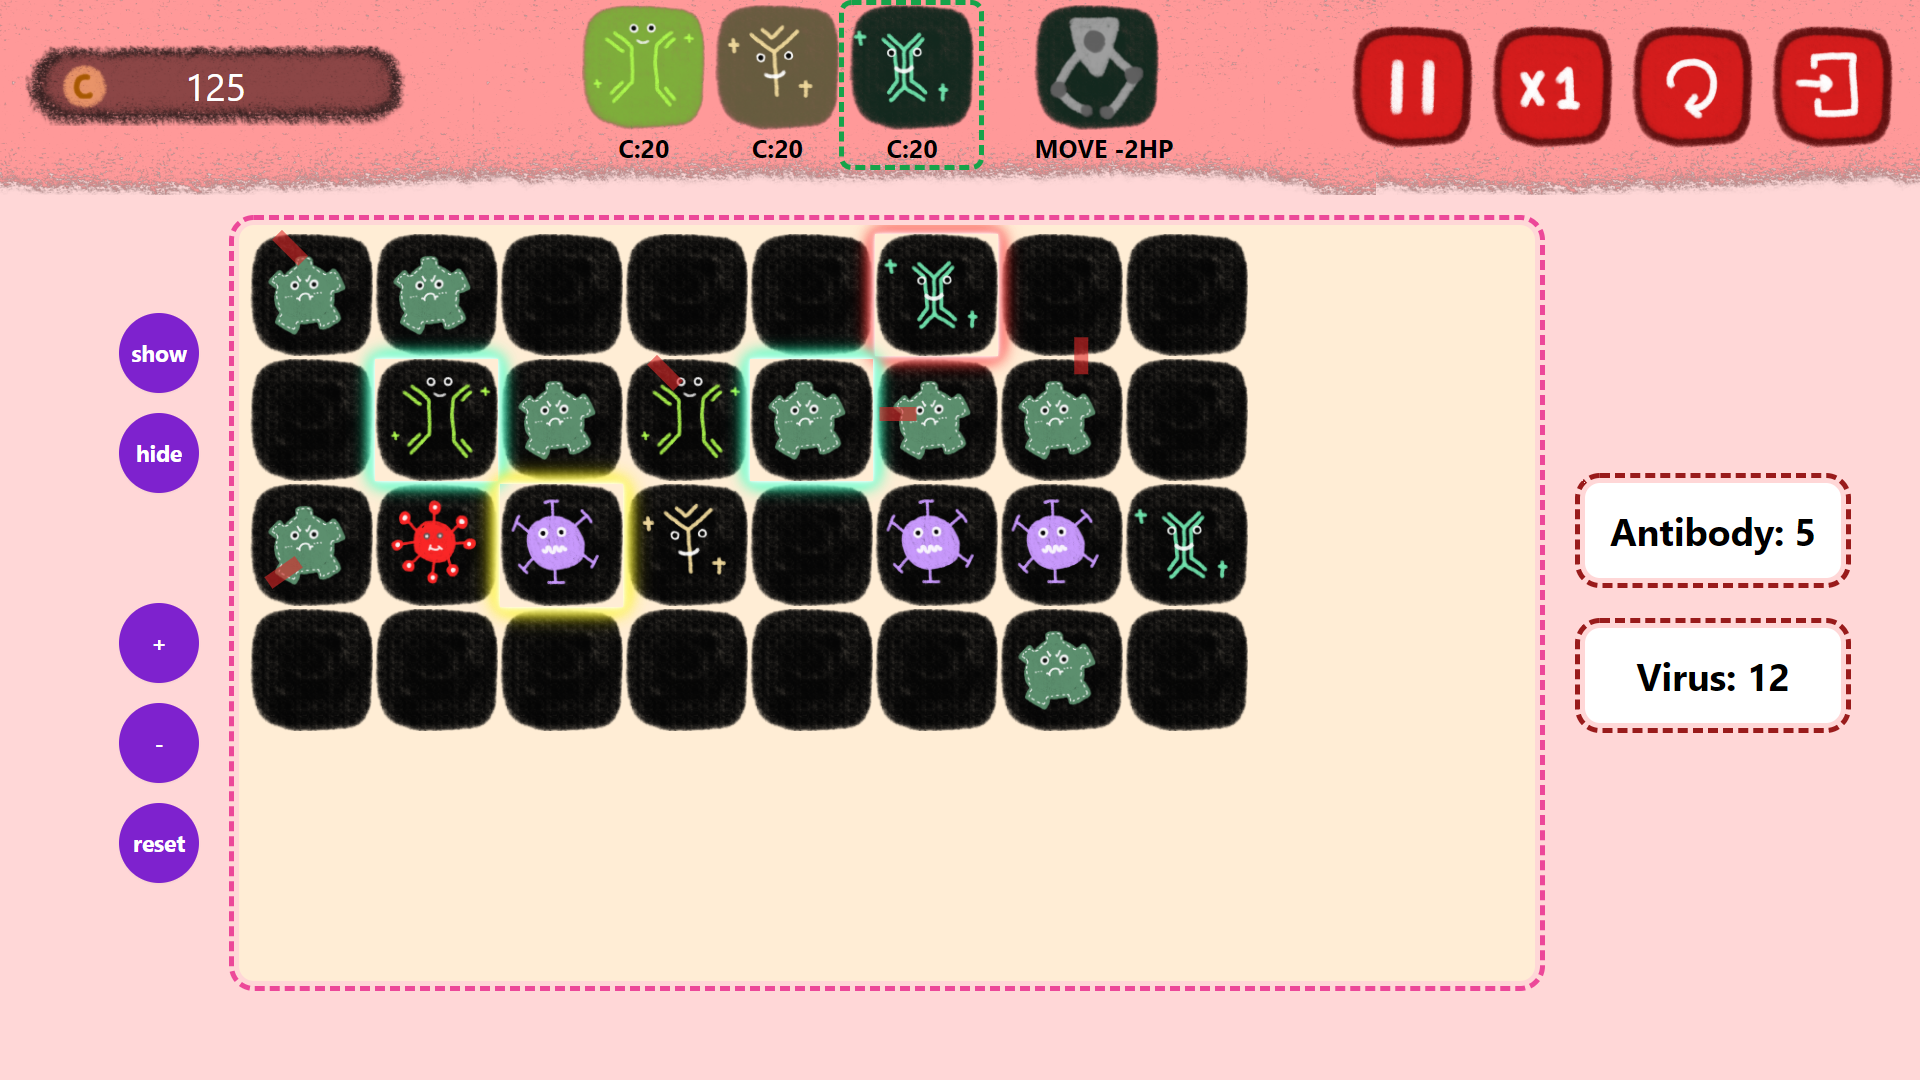 C 125
C:20
C:20
C:20
MOVE -2HP
x1
show
hide
+
-
reset
Antibody: 5
Virus: 12